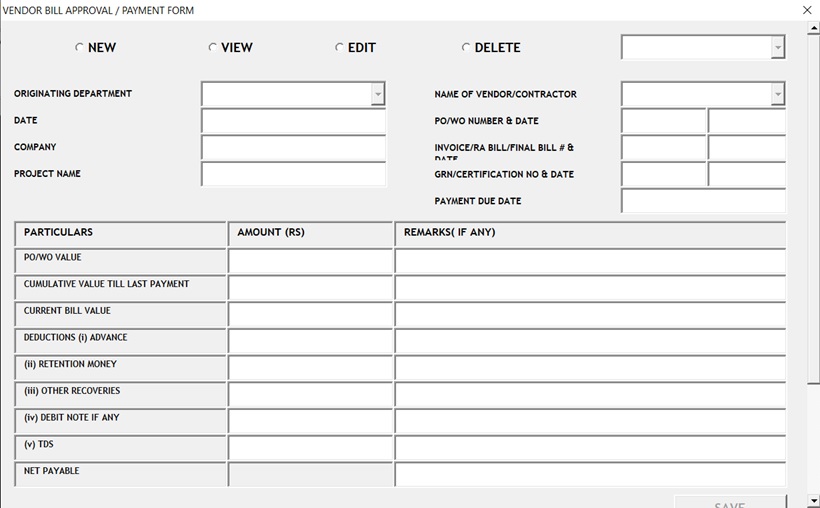 VENDOR BILL APPROVAL / PAYMENT FORM
NEW VIEW EDIT DELETE
ORIGINATING DEPARTMENT NAME OF VENDOR/CONTRACTOR
DATE PO/WO NUMBER & DATE
COMPANY INVOICE/RA BILL/FINAL BILL # &
DATE
PROJECT NAME GRN/CERTIFICATION NO & DATE
PAYMENT DUE DATE
PARTICULARS AMOUNT (RS) REMARKS( IF ANY)
PO/WO VALUE
CUMULATIVE VALUE TILL LAST PAYMENT
CURRENT BILL VALUE
DEDUCTIONS (i) ADVANCE
(ii) RETENTION MONEY
(iii) OTHER RECOVERIES
(iv) DEBIT NOTE IF ANY
(v) TDS
NET PAYABLE
SAVE